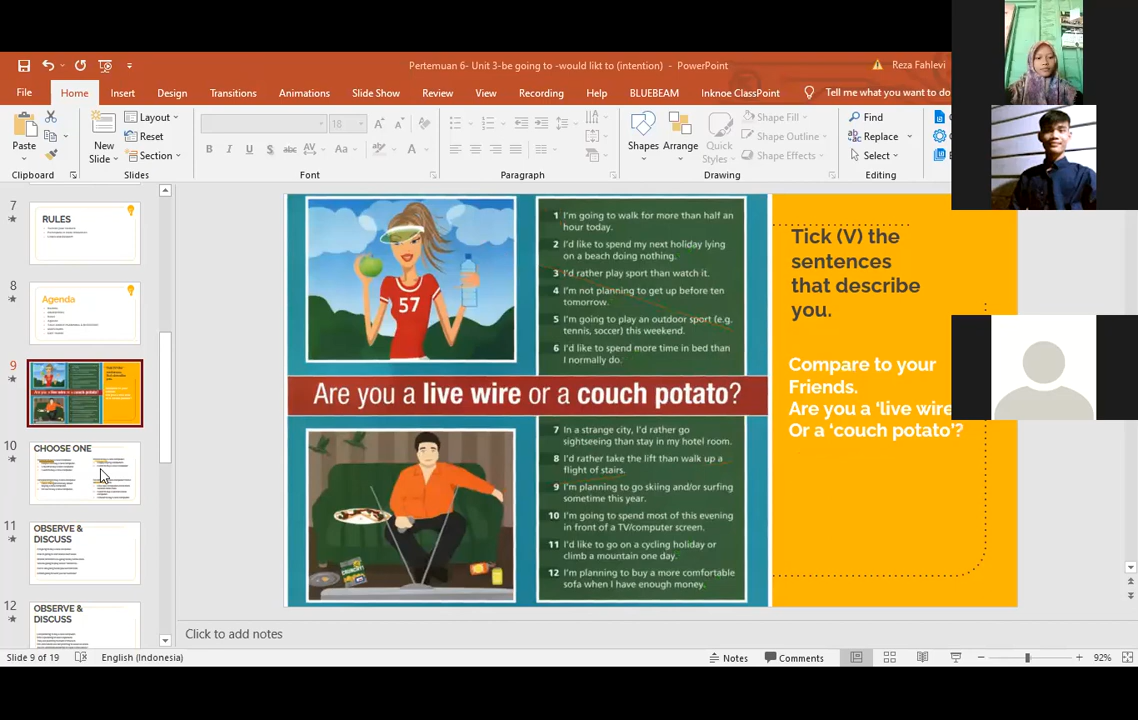 Pertemuan 6- Unit 3-be going to -would likt to (intention) - PowerPoint
Reza Fahlevi
File
Home
Insert
Design
Transitions
Animations
Slide Show
Review
View
Recording
Help
BLUEBEAM
Inknoe ClassPoint
Tell me what you want to do
Paste
Clipboard
New
Slide
Layout
Reset
Section
Slides
18
Font
Paragraph
Shapes
Arrange
Quick
Styles
Shape Fill
Shape Outline
Shape Effects
Drawing
Find
Replace
Select
Editing
7
RULES
8
Agenda
9
10
CHOOSE ONE
11
OBSERVE &
DISCUSS
12
OBSERVE &
DISCUSS
57
1 I'm going to walk for more than half an
hour today.
2 I'd like to spend my next holiday lying
on a beach doing nothing.
3 I'd rather play sport than watch it.
4 I'm not planning to get up before ten
tomorrow.
5 I'm going to play an outdoor sport (e.g.
tennis, soccer) this weekend.
6 I'd like to spend more time in bed than
I normally do.
Are you a live wire or a couch potato?
7 In a strange city, I'd rather go
sightseeing than stay in my hotel room.
8 I'd rather take the lift than walk up a
flight of stairs.
9 I'm planning to go skiing and/or surfing
sometime this year.
10 I'm going to spend most of this evening
in front of a TV/computer screen.
11 I'd like to go on a cycling holiday or
climb a mountain one day.
12 I'm planning to buy a more comfortable
sofa when I have enough money.
Tick (V) the
sentences
that describe
you.
Compare to your
Friends.
Are you a 'live wire
Or a 'couch potato'?
Click to add notes
Slide 9 of 19
English (Indonesia)
Notes
Comments
92%